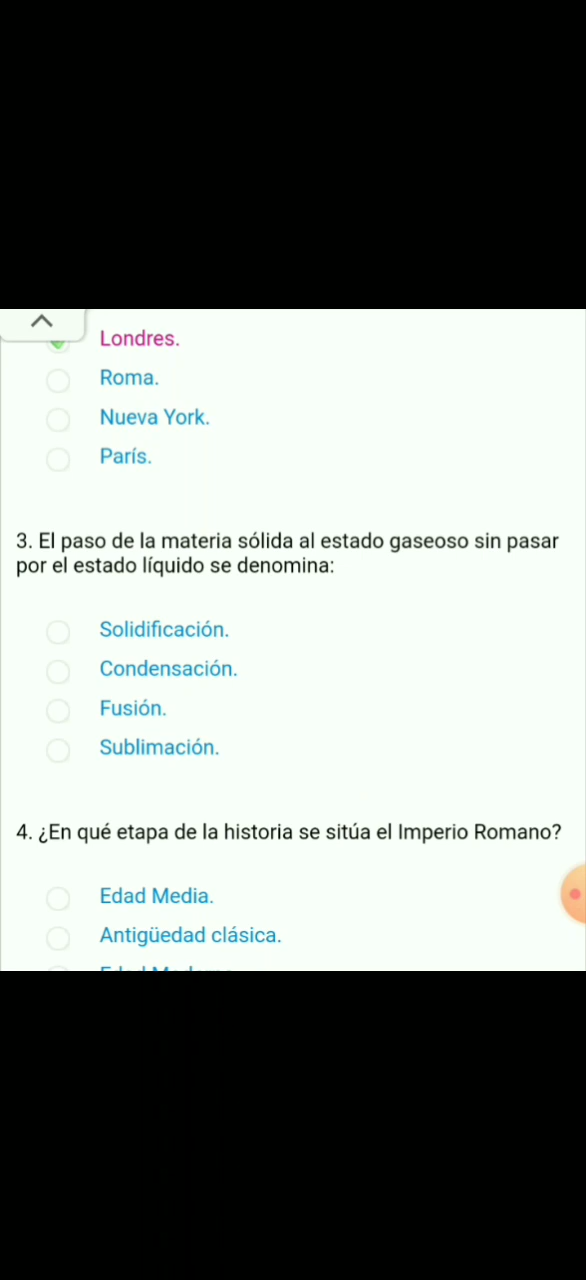 Londres.
Roma.
Nueva York.
París.
3. El paso de la materia sólida al estado gaseoso sin pasar
por el estado líquido se denomina:
Solidificación.
Condensación.
Fusión.
Sublimación.
4. ¿En qué etapa de la historia se sitúa el Imperio Romano?
Edad Media.
Antigüedad clásica.